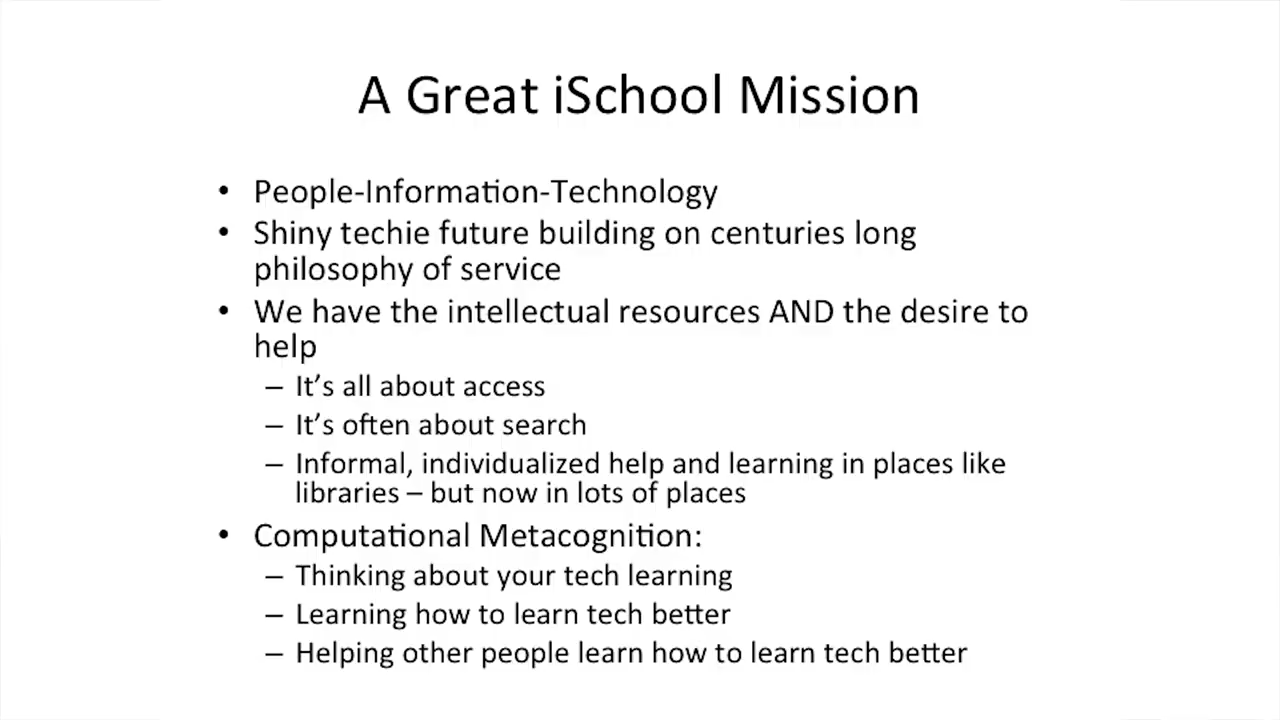 A Great iSchool Mission
• People-Information-Technology
• Shiny techie future building on centuries long
philosophy of service
• We have the intellectual resources AND the desire to
help
– It’s all about access
– It’s often about search
– Informal, individualized help and learning in places like
libraries – but now in lots of places
• Computational Metacognition:
– Thinking about your tech learning
– Learning how to learn tech better
– Helping other people learn how to learn tech better